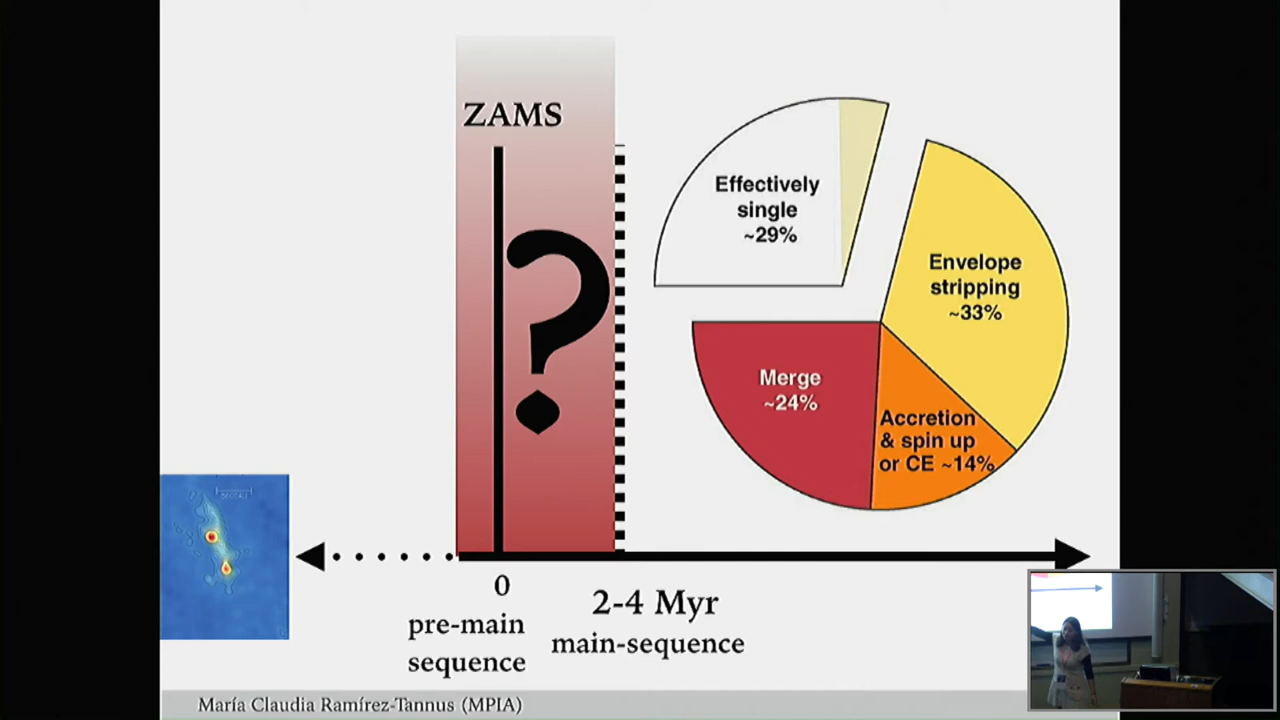 ZAMS
?
Effectively
single
~29%
Envelope
stripping
~33%
Merge
~24%
Accretion
& spin up
or CE ~14%
0
pre-main
sequence
2-4 Myr
main-sequence
María Claudia Ramírez-Tannus (MPIA)